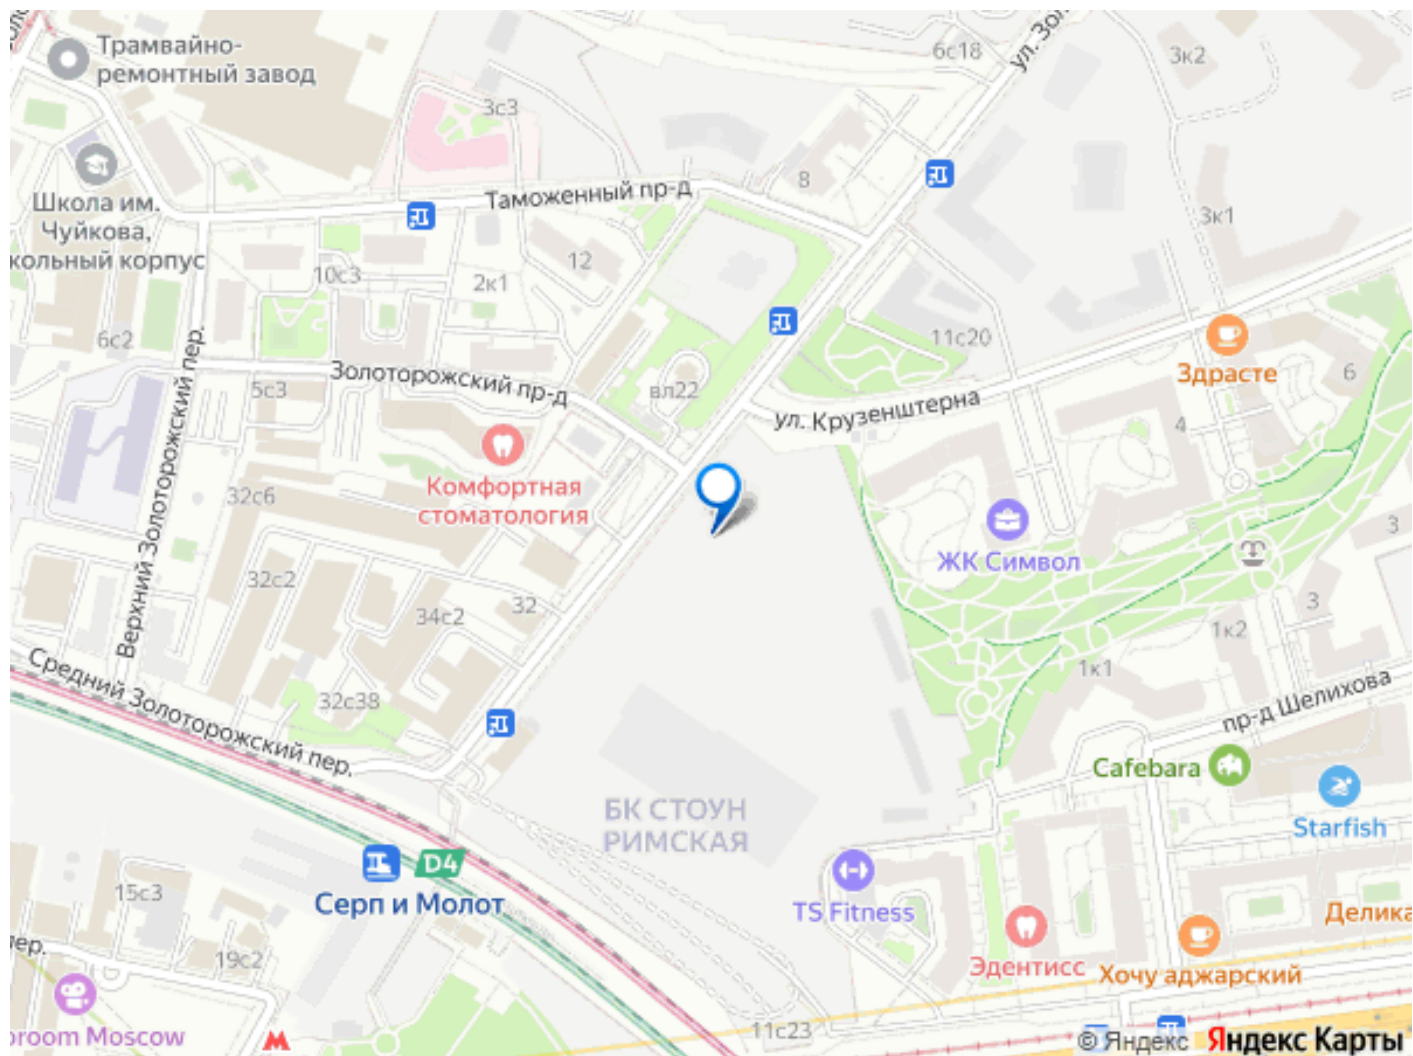 Трамвайно-
ремонтный завод
6с18
ул. Зол
3к2
3с3
Школа им.
Чуйкова,
кольный корпус
Таможенный пр-д
8
3к1
10с3
2к1
12
6с2
11с20
Здрасте
6
5с3
Золоторожский пр-д
вл22
ул. Крузенштерна
4
Верхний Золоторожский пер.
32с6
Комфортная
стоматология
ЖК Символ
3
32с2
34с2
32
3
1к2
1к1
Средний Золоторожский пер.
32с38
пр-д Шелихова
Cafebara
БК СТОУН
РИМСКАЯ
Starfish
D4
Серп и Молот
15с3
TS Fitness
Делика
пер.
19с2
Эдентисс
Хочу аджарский
oroom Moscow
11с23
© Яндекс Яндекс Карты